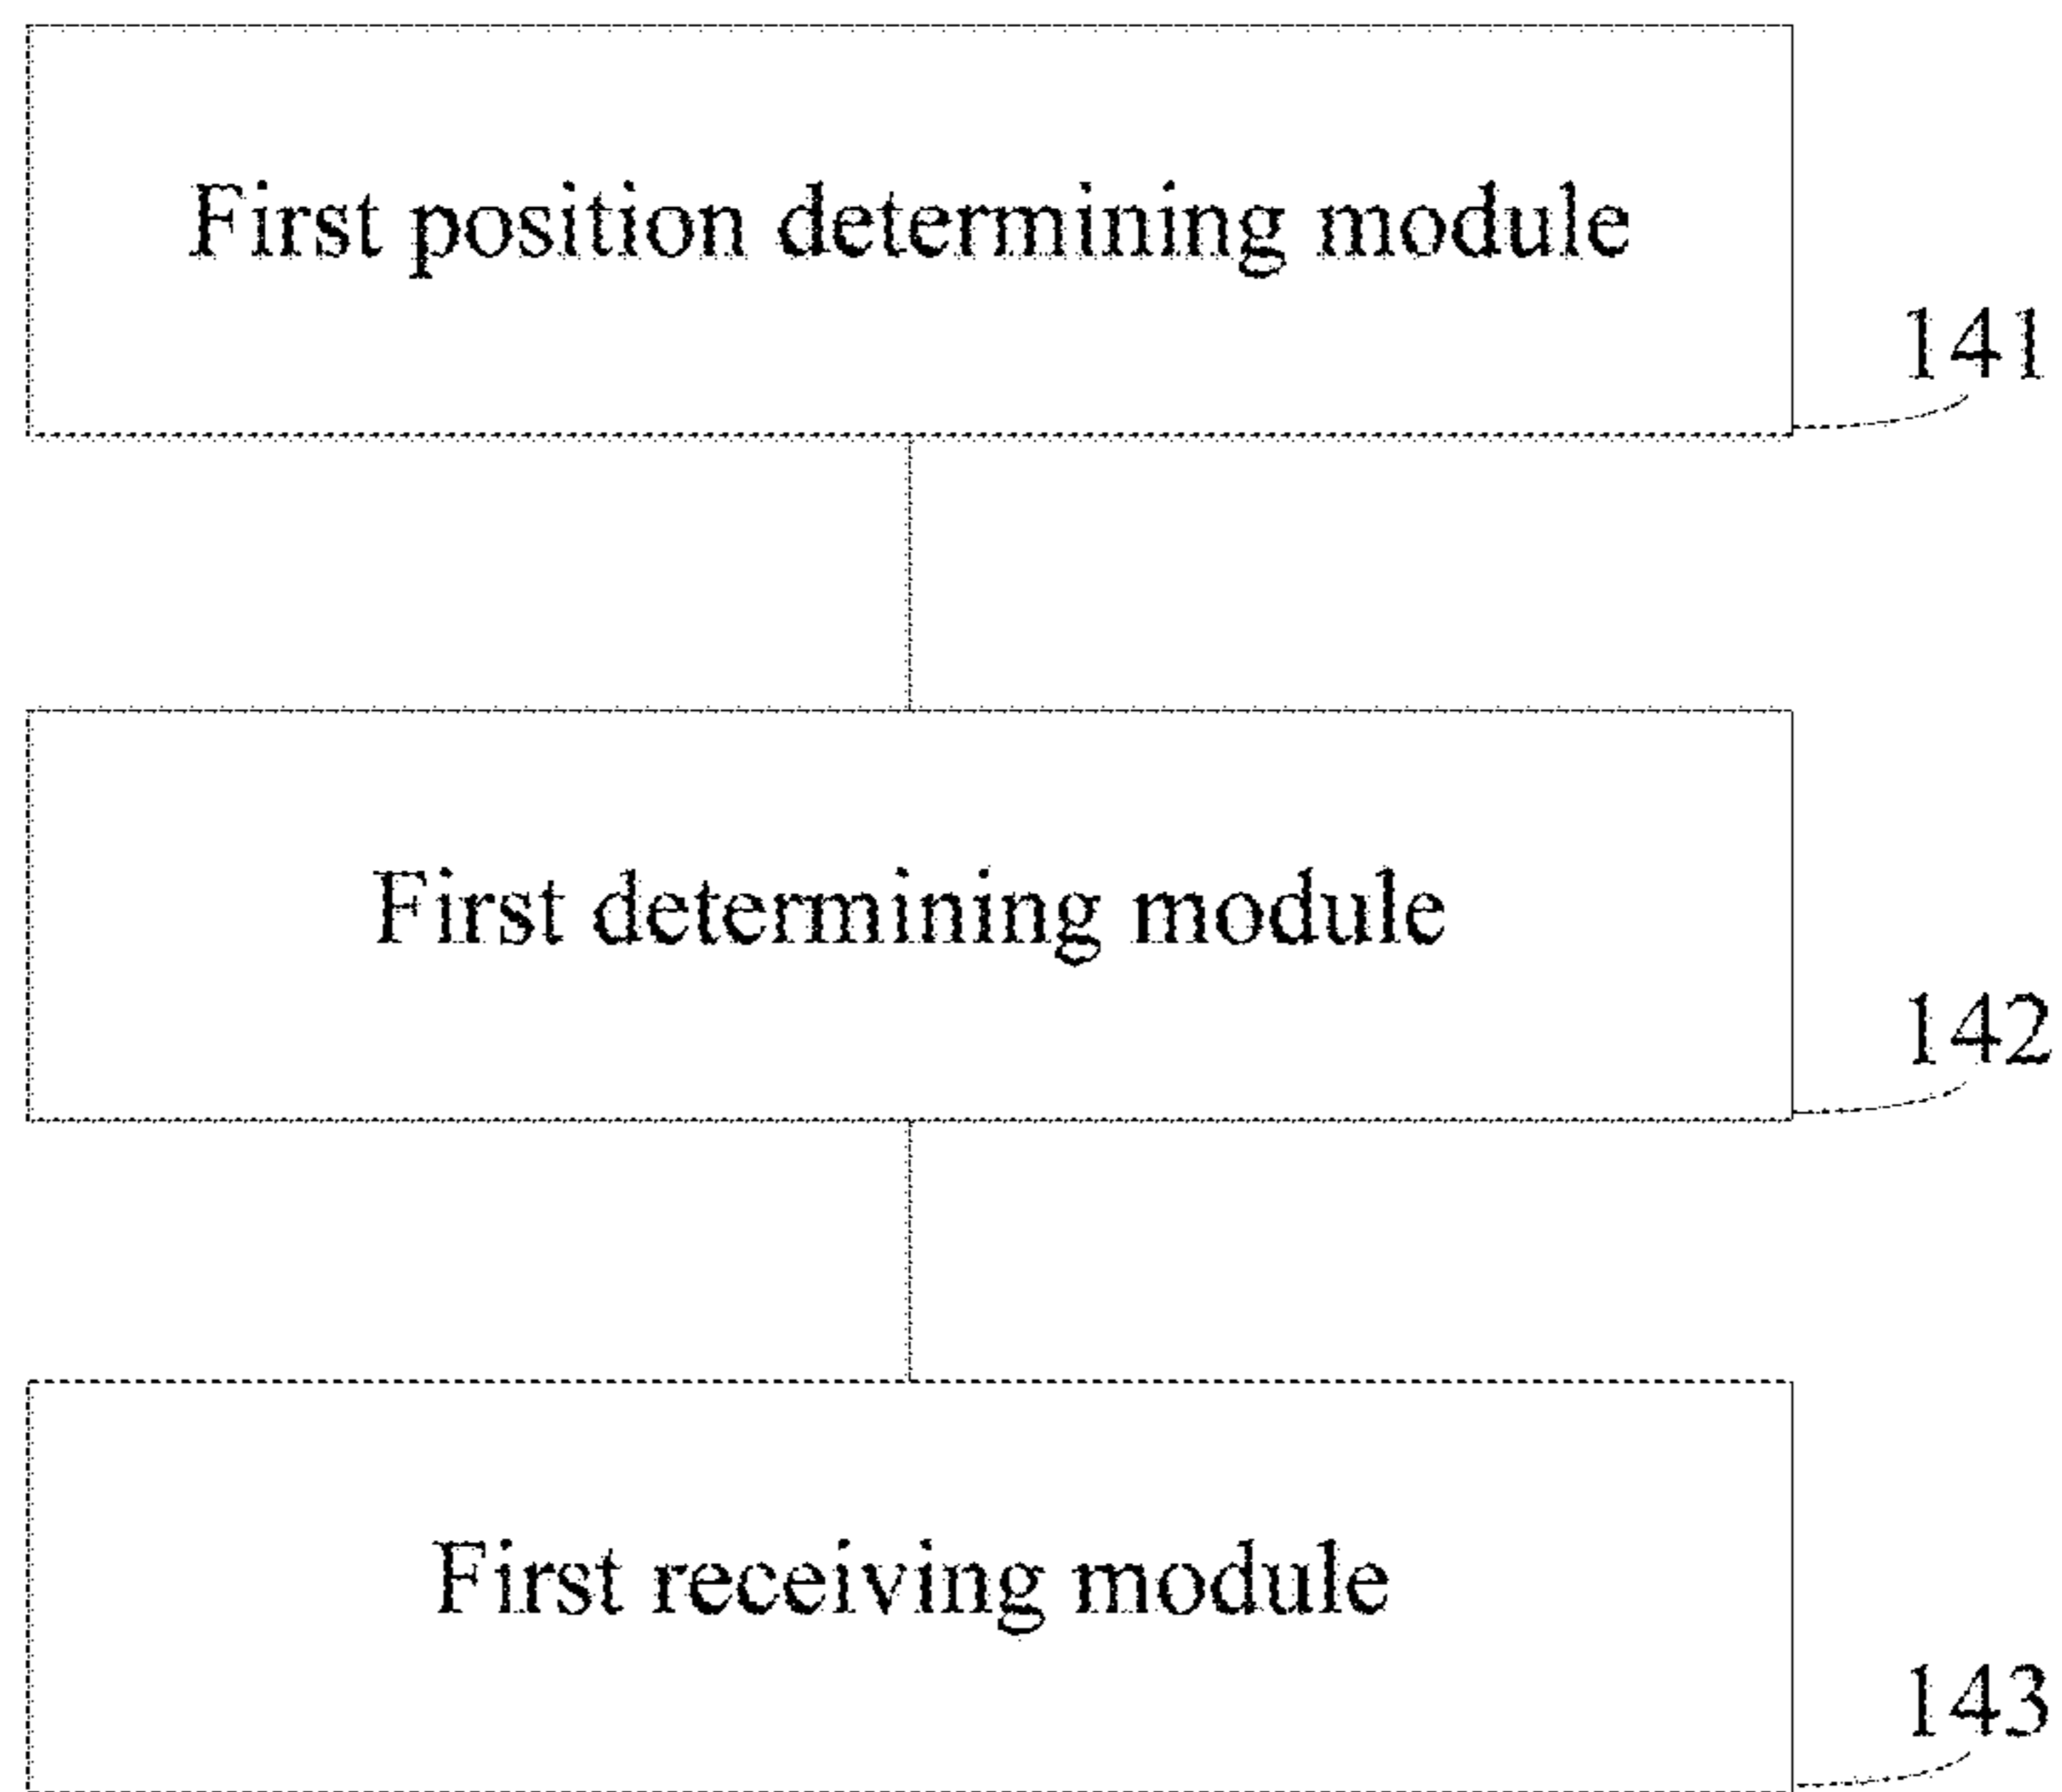 First position determining module
141
First determining module
142
First receiving module
143